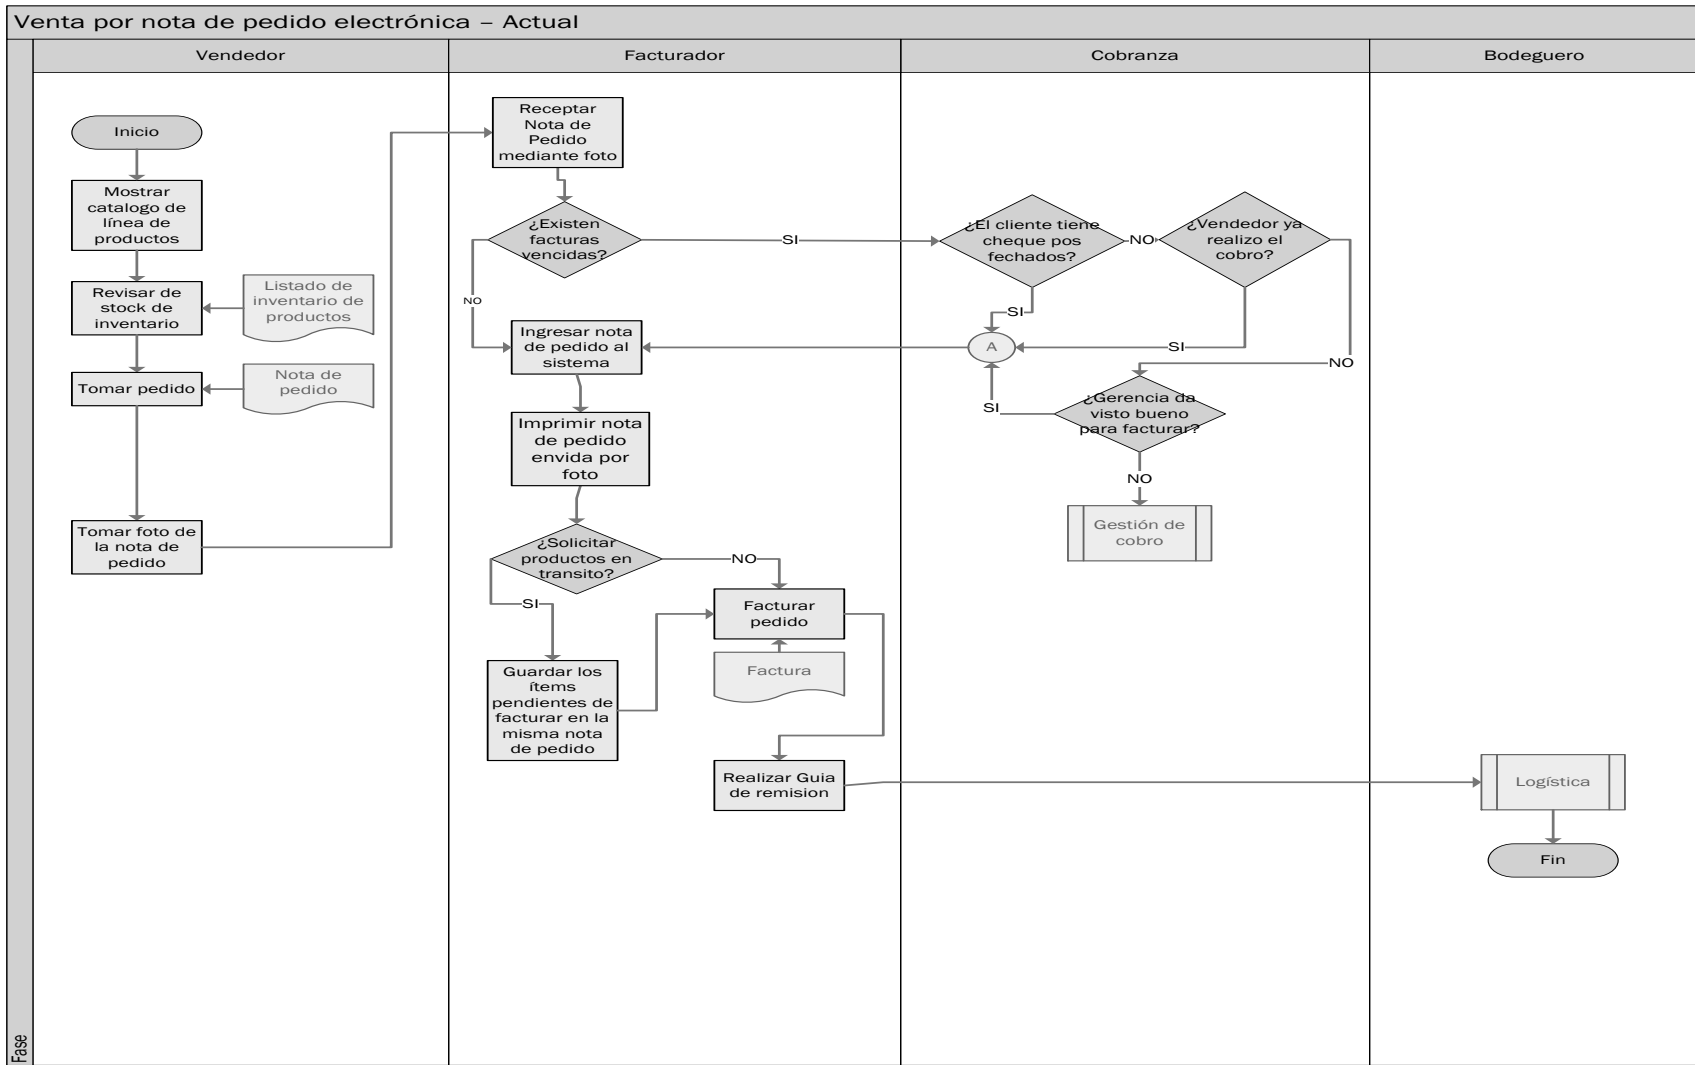 Venta por nota de pedido electrónica – Actual
Vendedor
Facturador
Cobranza
Bodeguero
Fase
Inicio
Mostrar
catalogo de
línea de
productos
Revisar de
stock de
inventario
Listado de
inventario de
productos
Tomar pedido
Nota de
pedido
Tomar foto de
la nota de
pedido
Receptar
Nota de
Pedido
mediante foto
¿Existen
facturas
vencidas?
SI
NO
Ingresar nota
de pedido al
sistema
Imprimir nota
de pedido
envida por
foto
¿Solicitar
productos en
transito?
NO
SI
Facturar
pedido
Factura
Guardar los
ítems
pendientes de
facturar en la
misma nota
de pedido
Realizar Guia
de remision
¿El cliente tiene
cheque pos
fechados?
NO
SI
¿Vendedor ya
realizo el
cobro?
SI
NO
A
¿Gerencia da
visto bueno
para facturar?
SI
NO
Gestión de
cobro
Logística
Fin